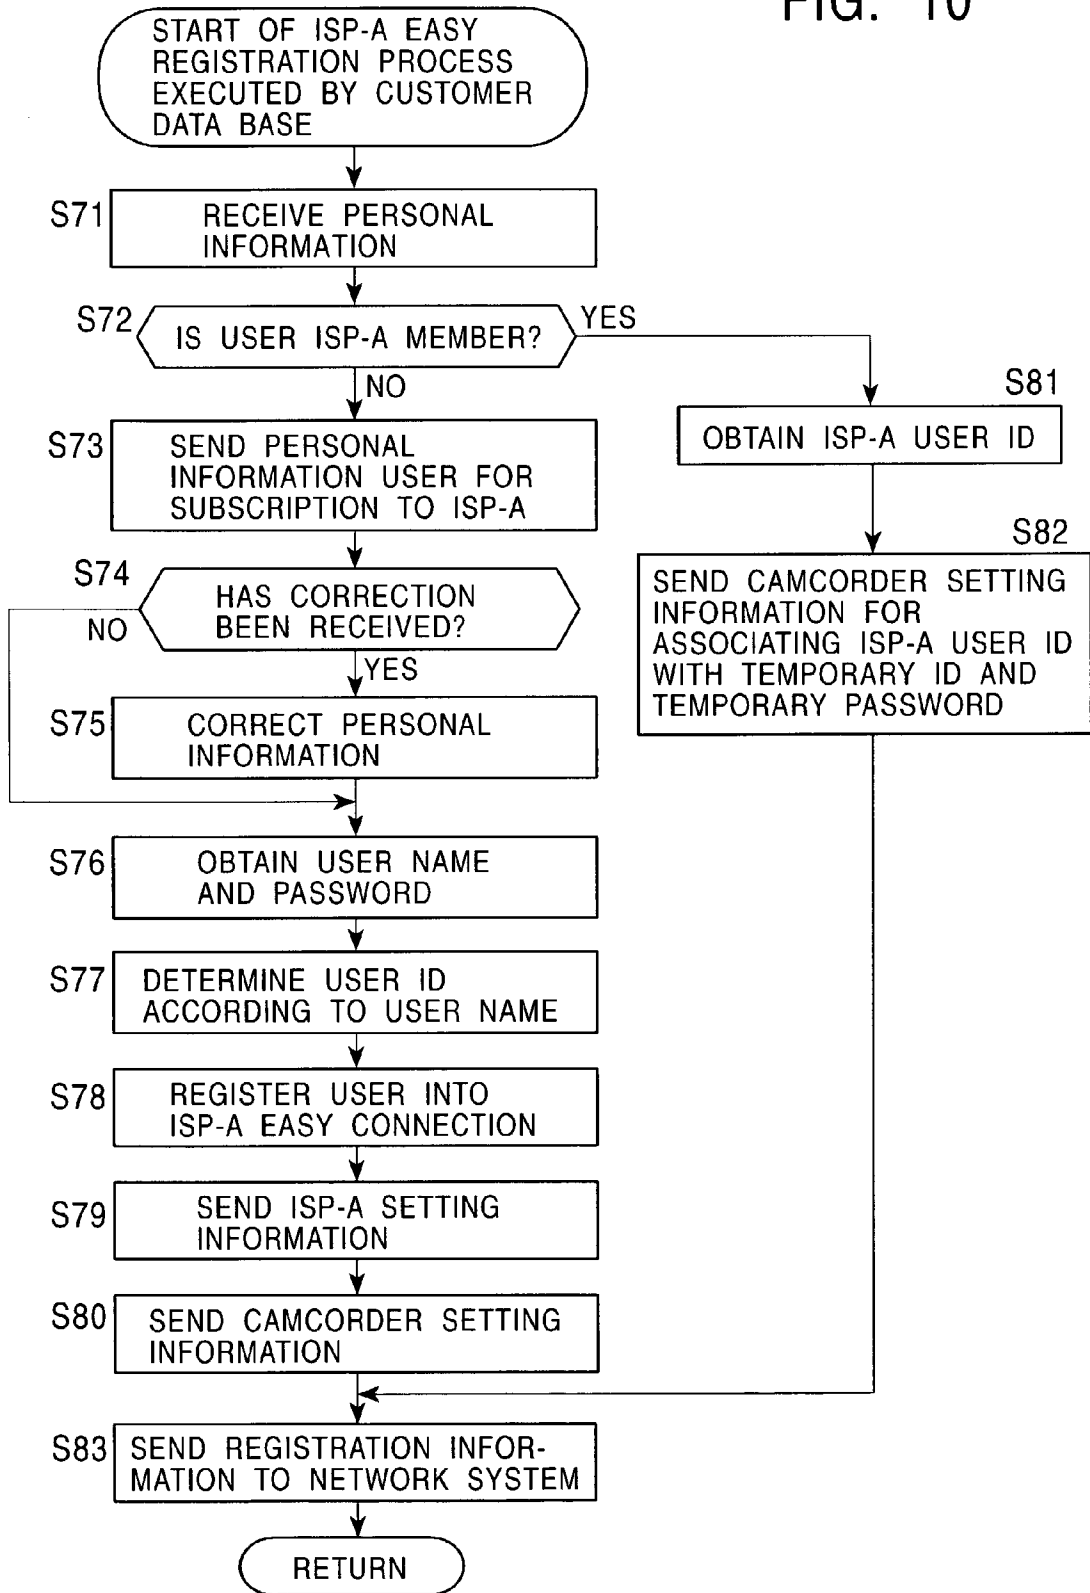 FIG. 10
START OF ISP-A EASY
REGISTRATION PROCESS
EXECUTED BY CUSTOMER
DATA BASE
S71
RECEIVE PERSONAL
INFORMATION
S72
IS USER ISP-A MEMBER?
YES
NO
S73
SEND PERSONAL
INFORMATION USER FOR
SUBSCRIPTION TO ISP-A
S74
HAS CORRECTION
BEEN RECEIVED?
NO
YES
S75
CORRECT PERSONAL
INFORMATION
S76
OBTAIN USER NAME
AND PASSWORD
S77
DETERMINE USER ID
ACCORDING TO USER NAME
S78
REGISTER USER INTO
ISP-A EASY CONNECTION
S79
SEND ISP-A SETTING
INFORMATION
S80
SEND CAMCORDER SETTING
INFORMATION
S81
OBTAIN ISP-A USER ID
S82
SEND CAMCORDER SETTING
INFORMATION FOR
ASSOCIATING ISP-A USER ID
WITH TEMPORARY ID AND
TEMPORARY PASSWORD
S83
SEND REGISTRATION INFOR-
MATION TO NETWORK SYSTEM
RETURN